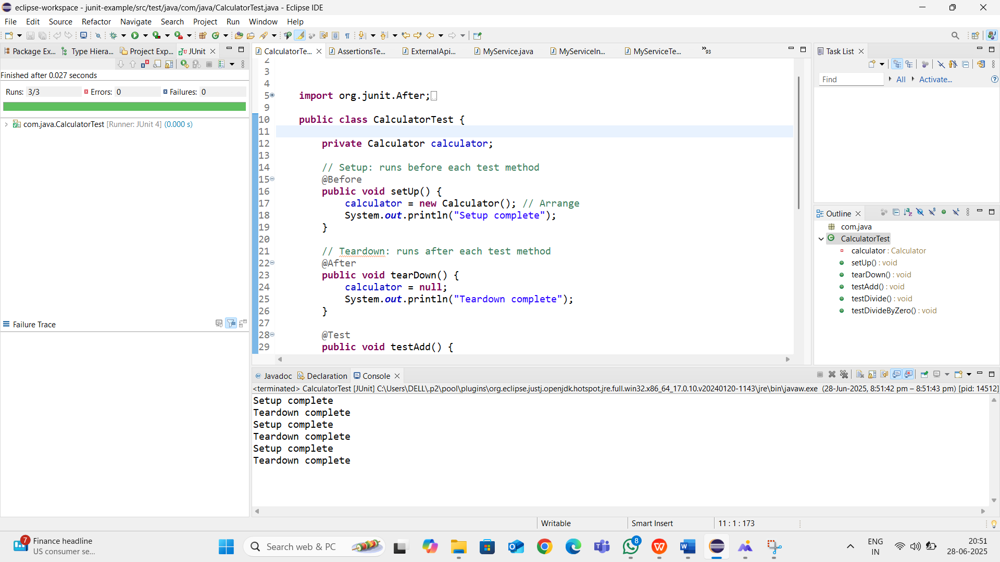 eclipse-workspace - junit-example/src/test/java/com/java/CalculatorTest.java - Eclipse IDE
File Edit Source Refactor Navigate Search Project Run Window Help
Package Ex... Type Hiera... Project Exp... JUnit
Finished after 0.027 seconds
Runs: 3/3 Errors: 0 Failures: 0
com.java.CalculatorTest [Runner: JUnit 4] (0.000 s)
Failure Trace
CalculatorTe... AssertionsTe... ExternalApi... MyService.java MyServiceIn... MyServiceTe... »93
2
3
4
5 import org.junit.After;
9
10 public class CalculatorTest {
11
12 private Calculator calculator;
13
14 // Setup: runs before each test method
15 @Before
16 public void setUp() {
17 calculator = new Calculator(); // Arrange
18 System.out.println("Setup complete");
19 }
20
21 // Teardown: runs after each test method
22 @After
23 public void tearDown() {
24 calculator = null;
25 System.out.println("Teardown complete");
26 }
27
28 @Test
29 public void testAdd() {
Task List
Find All Activate...
Outline
com.java
CalculatorTest
calculator : Calculator
setUp() : void
tearDown() : void
testAdd() : void
testDivide() : void
testDivideByZero() : void
@ Javadoc Declaration Console
<terminated> CalculatorTest [JUnit] C:\Users\DELL\.p2\pool\plugins\org.eclipse.justj.openjdk.hotspot.jre.full.win32.x86_64_17.0.10.v20240120-1143\jre\bin\javaw.exe (28-Jun-2025, 8:51:42 pm – 8:51:43 pm) [pid: 14512]
Setup complete
Teardown complete
Setup complete
Teardown complete
Setup complete
Teardown complete
Writable Smart Insert 11 : 1 : 173
7 Finance headline
US consumer se...
Search web & PC
8
ENG
IN
20:51
28-06-2025